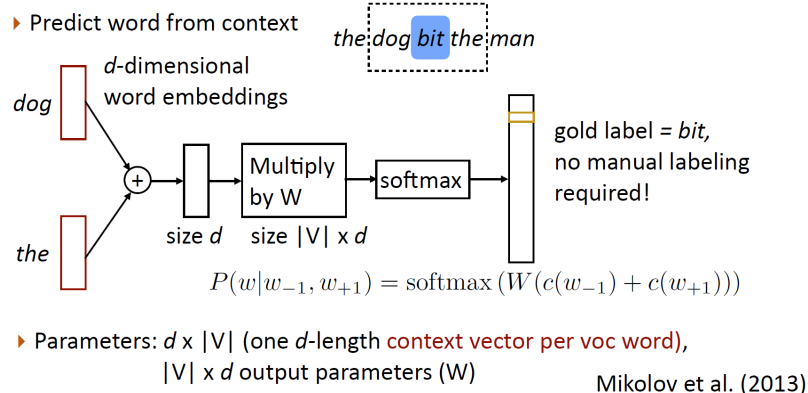 ▸ Predict word from context
the dog bit the man
d-dimensional
word embeddings
dog
the
+
size d
Multiply
by W
size |V| x d
softmax
gold label = bit,
no manual labeling
required!
P(w|w₋₁, w₊₁) = softmax (W(c(w₋₁) + c(w₊₁)))
▸ Parameters: d x |V| (one d-length context vector per voc word),
|V| x d output parameters (W)
Mikolov et al. (2013)